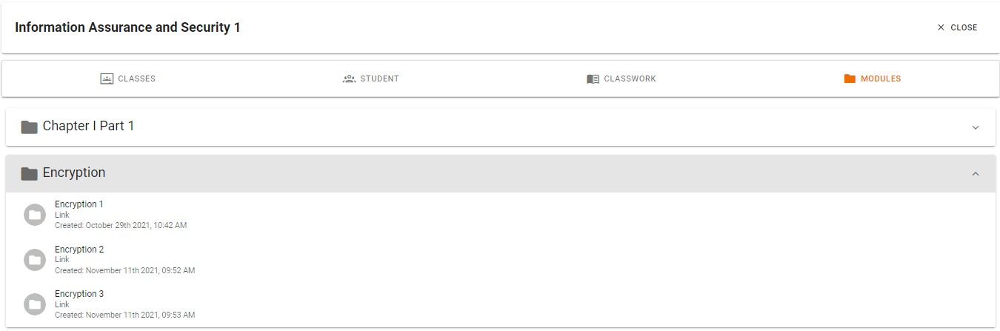 Information Assurance and Security 1
CLOSE
CLASSES
STUDENT
CLASSWORK
MODULES
Chapter I Part 1
Encryption
Encryption 1
Link
Created: October 29th 2021, 10:42 AM
Encryption 2
Link
Created: November 11th 2021, 09:52 AM
Encryption 3
Link
Created: November 11th 2021, 09:53 AM